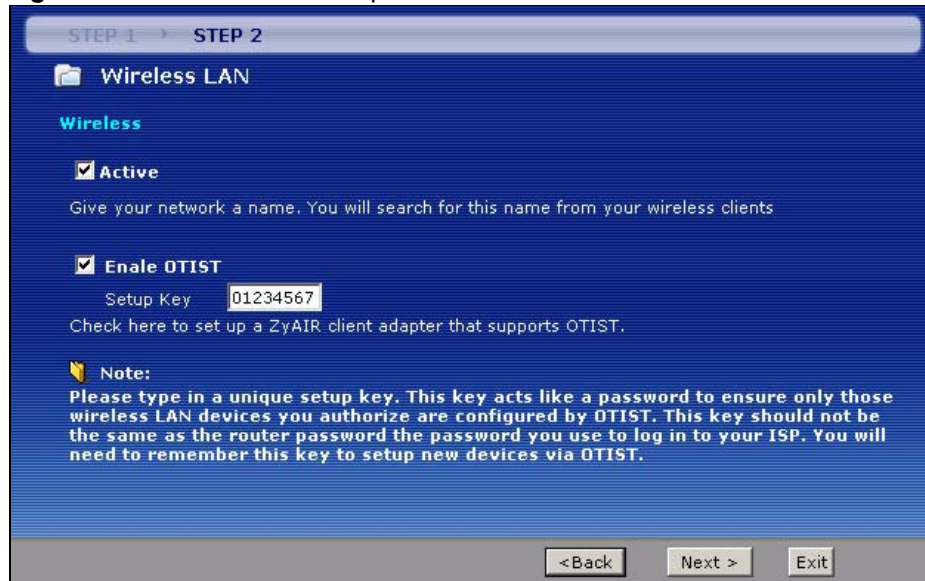 STEP 1 STEP 2
Wireless LAN
Wireless
Active
Give your network a name. You will search for this name from your wireless clients
Enale OTIST
Setup Key 01234567
Check here to set up a ZyAIR client adapter that supports OTIST.
Note:
Please type in a unique setup key. This key acts like a password to ensure only those
wireless LAN devices you authorize are configured by OTIST. This key should not be
the same as the router password the password you use to log in to your ISP. You will
need to remember this key to setup new devices via OTIST.
<Back Next > Exit